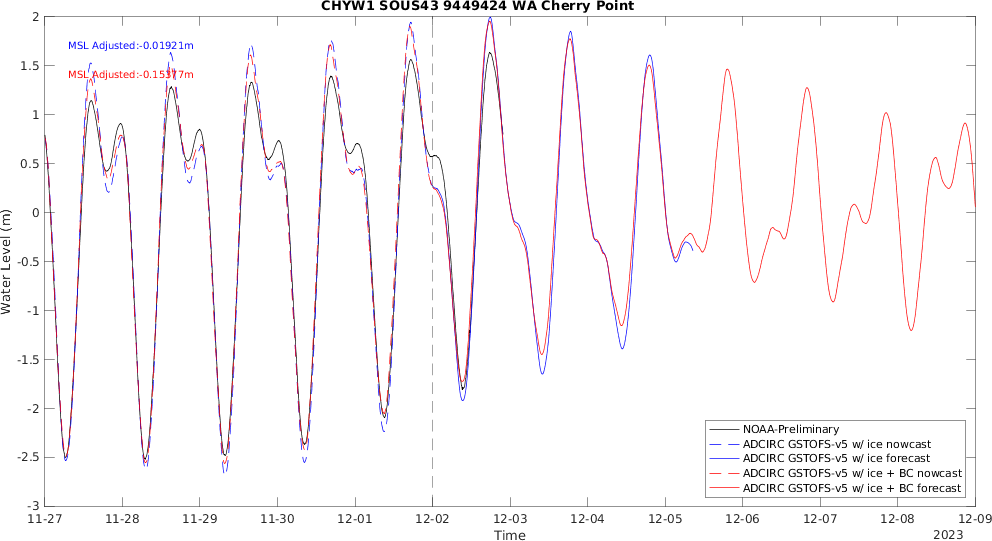 CHYW1 SOUS43 9449424 WA Cherry Point
MSL Adjusted:-0.01921m
MSL Adjusted:-0.15377m
Water Level (m)
2
1.5
1
0.5
0
-0.5
-1
-1.5
-2
-2.5
-3
NOAA-Preliminary
ADCIRC GSTOFS-v5 w/ ice nowcast
ADCIRC GSTOFS-v5 w/ ice forecast
ADCIRC GSTOFS-v5 w/ ice + BC nowcast
ADCIRC GSTOFS-v5 w/ ice + BC forecast
11-27 11-28 11-29 11-30 12-01 12-02 12-03 12-04 12-05 12-06 12-07 12-08 12-09
Time
2023